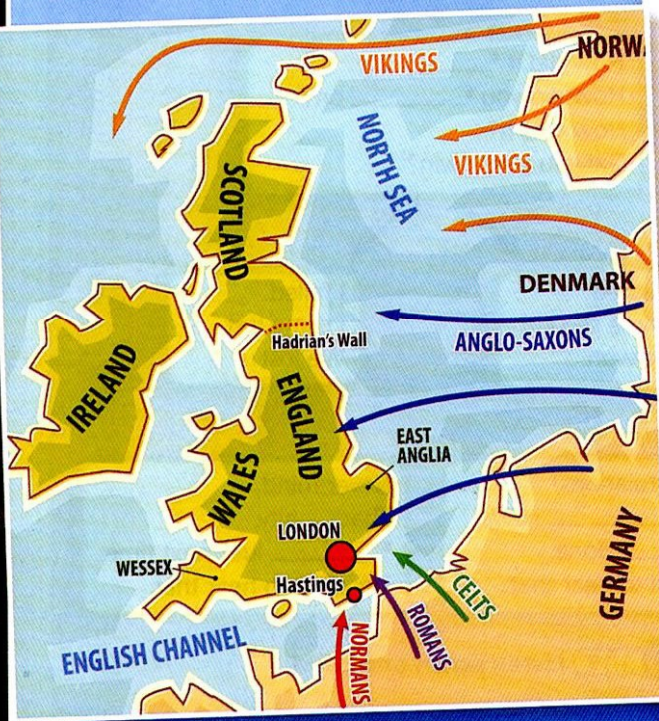 VIKINGS
NORW
NORTH SEA
VIKINGS
SCOTLAND
DENMARK
Hadrian's Wall
ANGLO-SAXONS
IRELAND
ENGLAND
EAST
ANGLIA
WALES
LONDON
WESSEX
Hastings
GERMANY
CELTS
ROMANS
NORMANS
ENGLISH CHANNEL